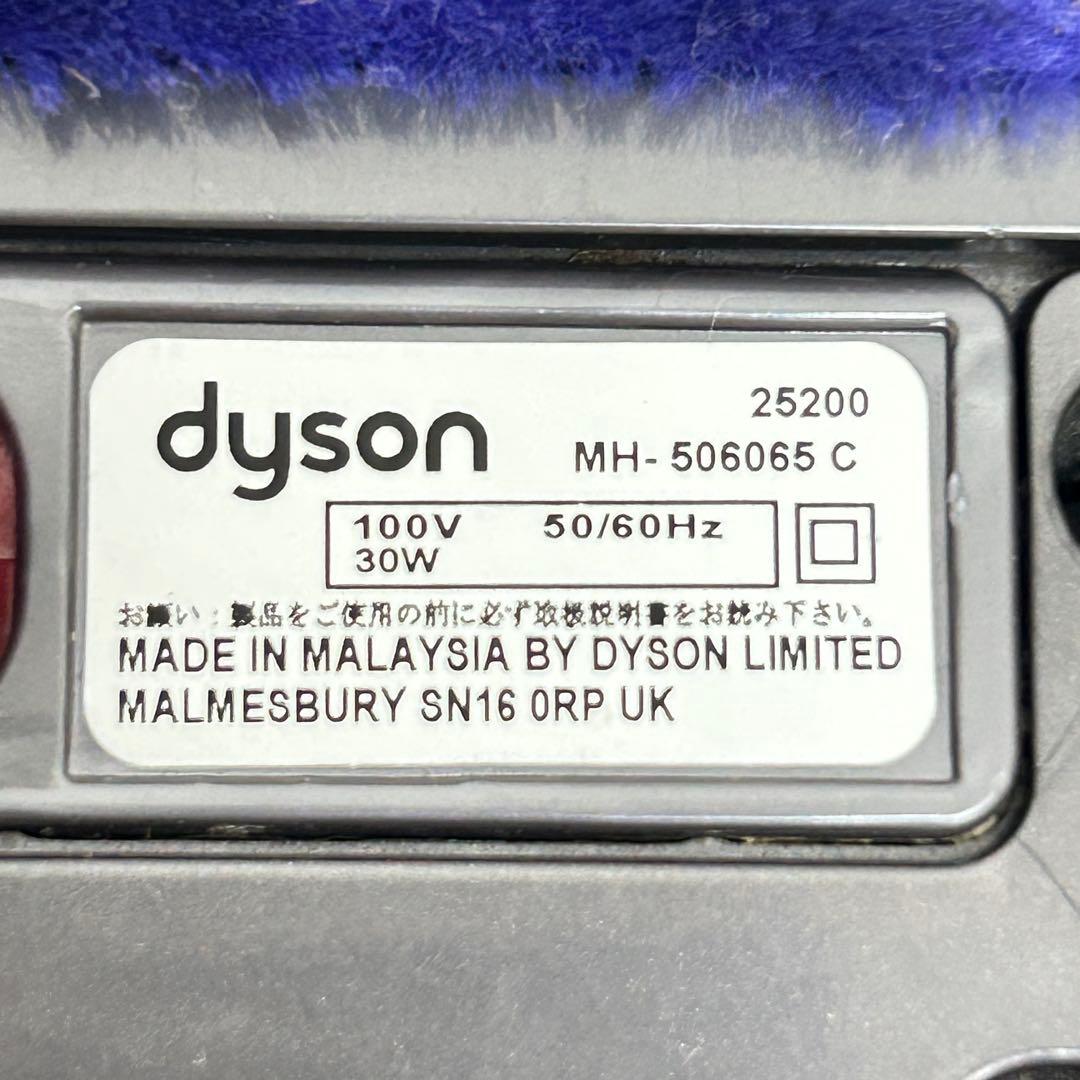 dyson
25200
MH- 506065 C
100V 50/60Hz
30W
お願い：製品をご使用の前に必ず取扱説明書をお読み下さい。
MADE IN MALAYSIA BY DYSON LIMITED
MALMESBURY SN16 0RP UK